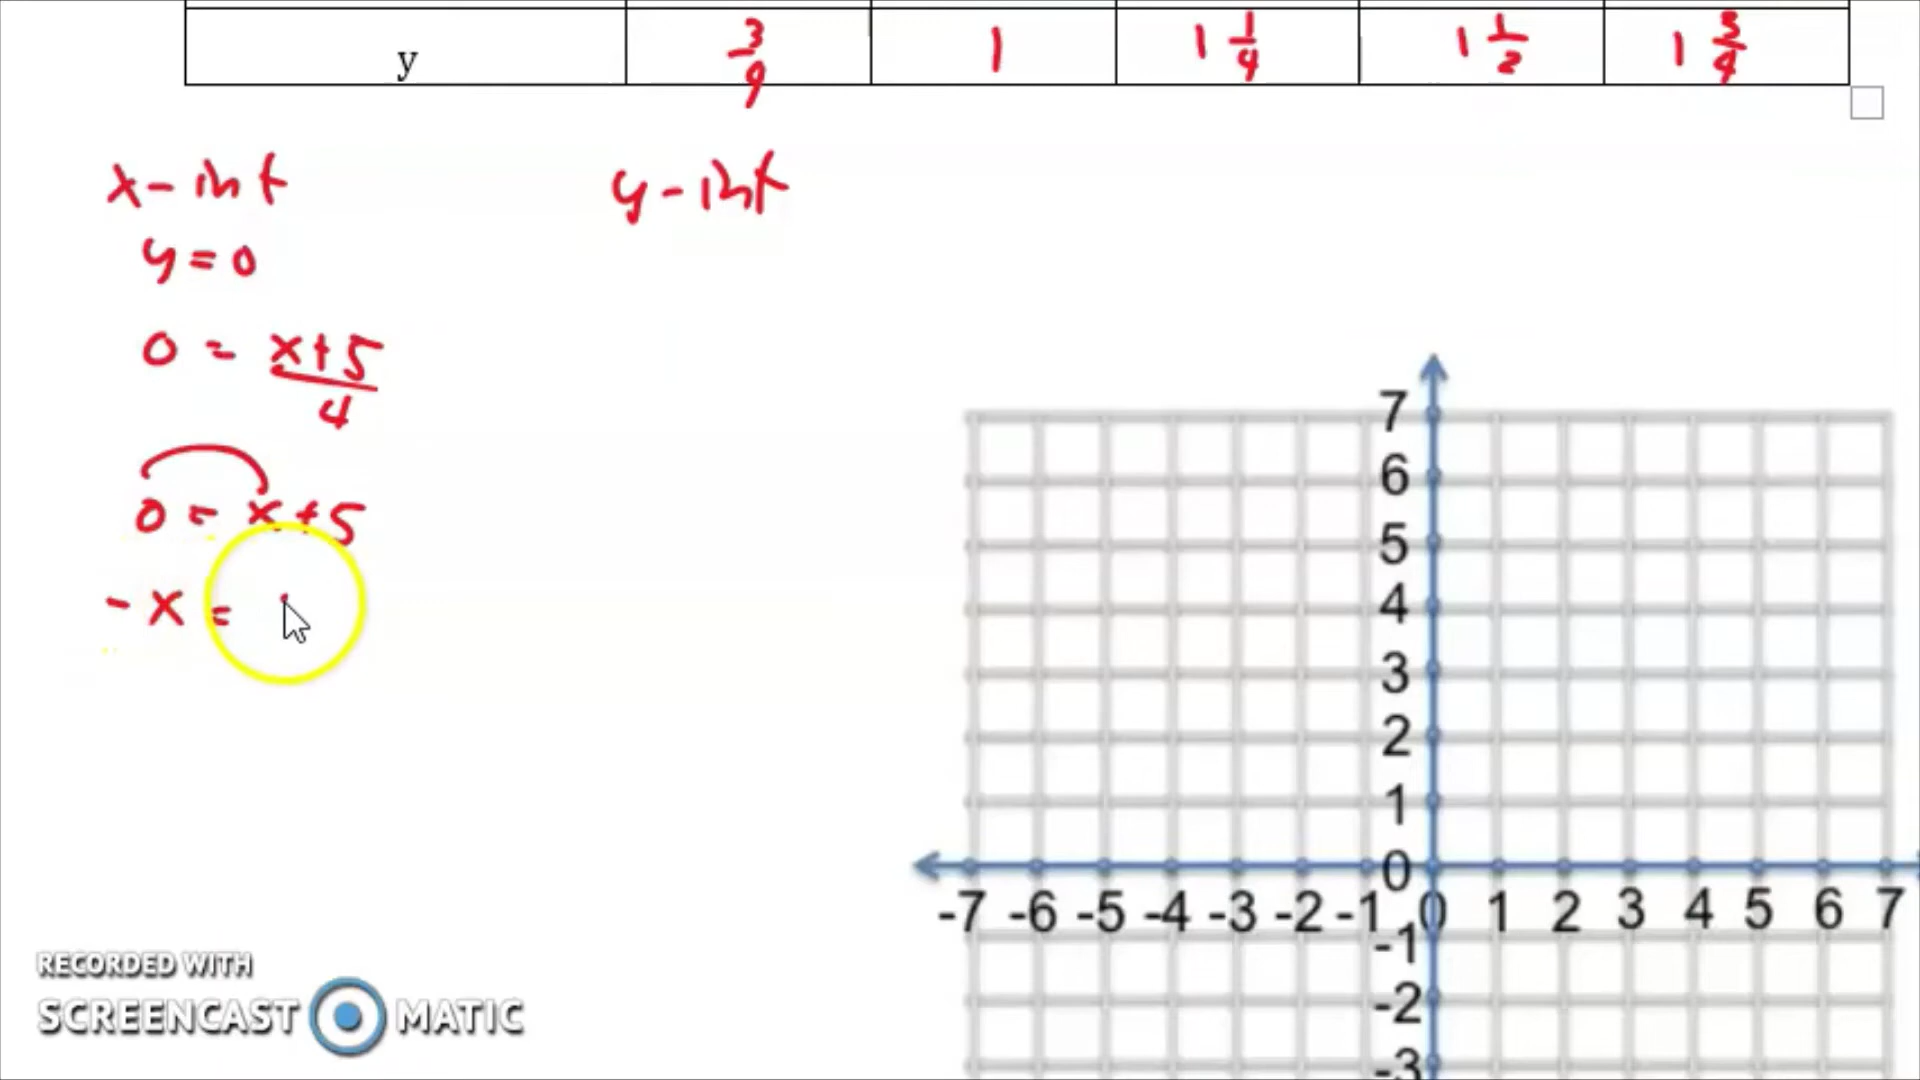 y 3/9 1 1 1/4 1 1/2 1 3/4
x-int y-int
y = 0
0 = x+5
4
0 = x+5
-x =
7
6
5
4
3
2
1
0
-7 -6 -5 -4 -3 -2 -1 0 1 2 3 4 5 6 7
-1
-2
-3
RECORDED WITH
SCREENCAST MATIC